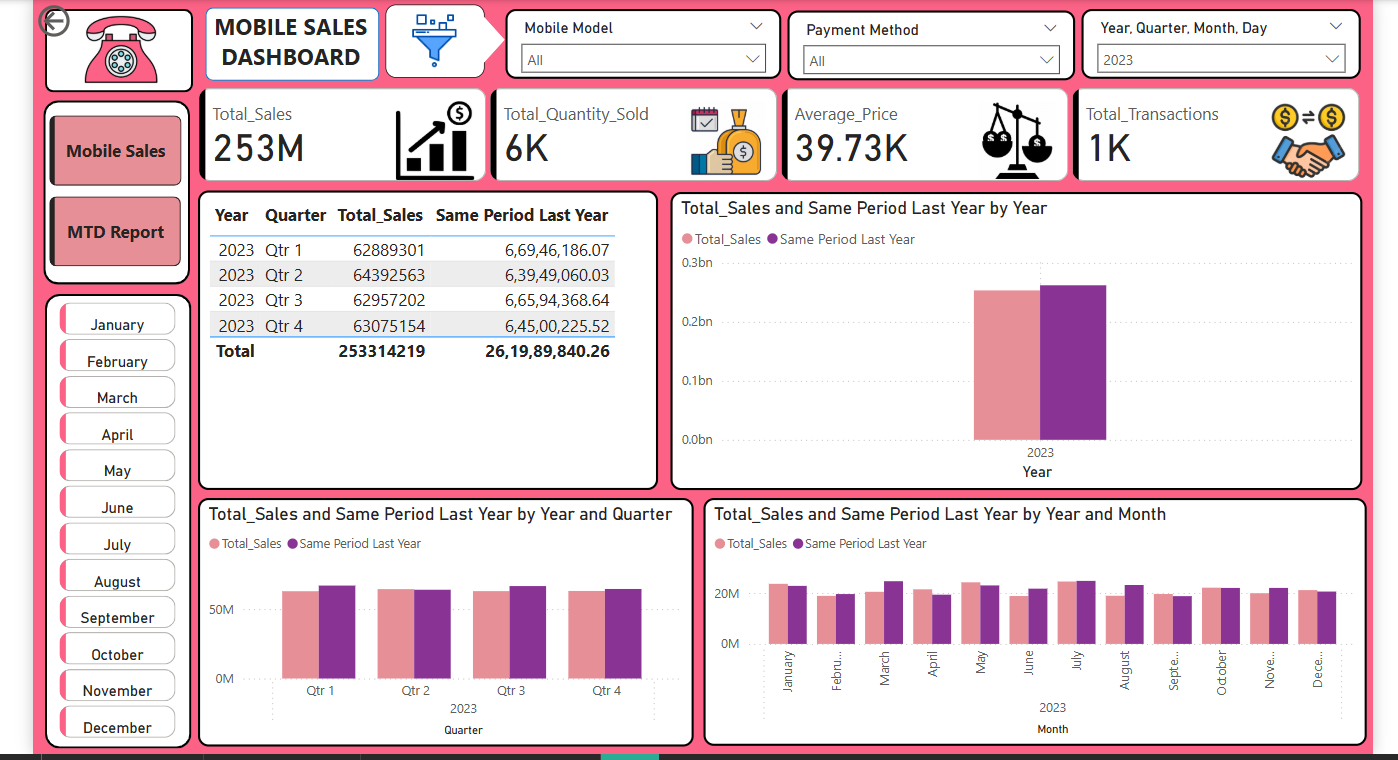 MOBILE SALES
DASHBOARD
Mobile Model
All
Payment Method
All
Year, Quarter, Month, Day
2023
Mobile Sales
MTD Report
January
February
March
April
May
June
July
August
September
October
November
December
Total_Sales
253M
Total_Quantity_Sold
6K
Average_Price
39.73K
Total_Transactions
1K
Year Quarter Total_Sales Same Period Last Year
2023 Qtr 1 62889301 6,69,46,186.07
2023 Qtr 2 64392563 6,39,49,060.03
2023 Qtr 3 62957202 6,65,94,368.64
2023 Qtr 4 63075154 6,45,00,225.52
Total 253314219 26,19,89,840.26
Total_Sales and Same Period Last Year by Year
Total_Sales Same Period Last Year
0.3bn
0.2bn
0.1bn
0.0bn
2023
Year
Total_Sales and Same Period Last Year by Year and Quarter
Total_Sales Same Period Last Year
50M
0M
Qtr 1 Qtr 2 Qtr 3 Qtr 4
2023
Quarter
Total_Sales and Same Period Last Year by Year and Month
Total_Sales Same Period Last Year
20M
0M
January Febru... March April May June July August Septe... October Nove... Dece...
2023
Month